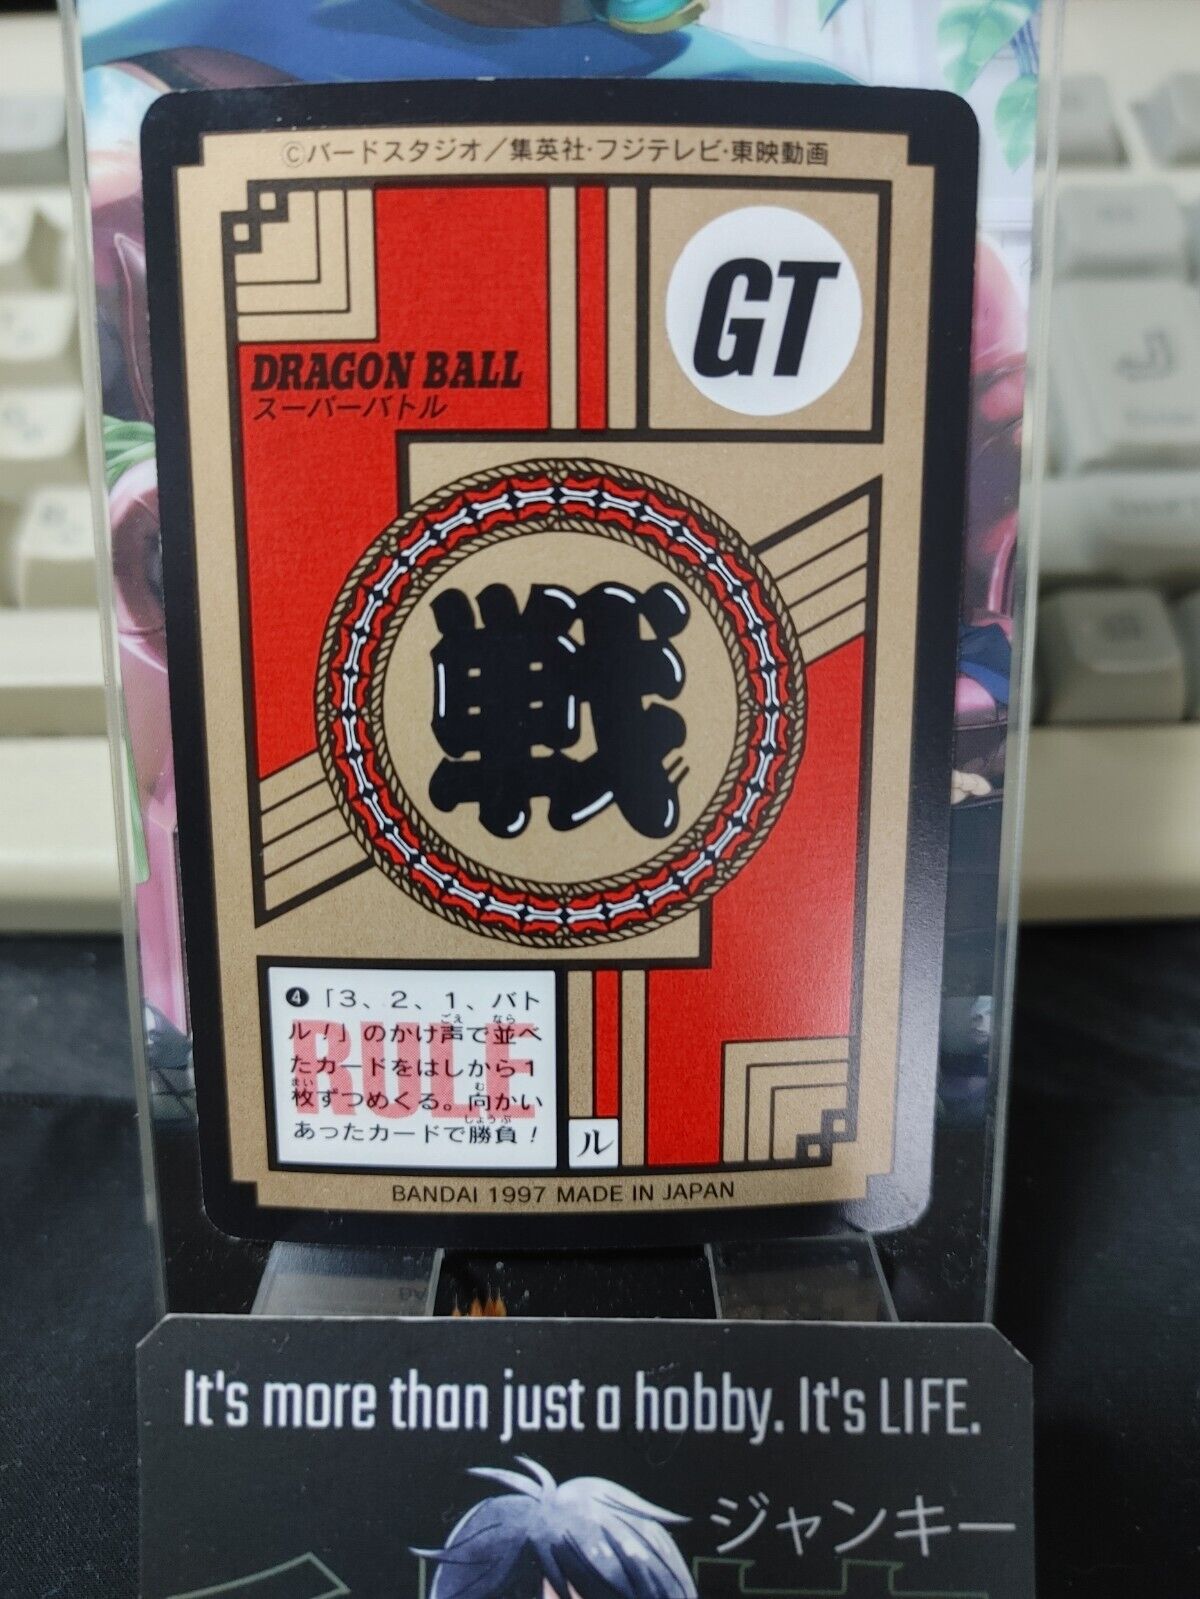 ©バードスタジオ／集英社・フジテレビ・東映動画
GT
DRAGON BALL
スーパーバトル
戦
RULE
❹「3、2、1、バト
ル！」のかけ声で並べ
たカードをはしから1
枚ずつめくる。向かい
あったカードで勝負！
ル
BANDAI 1997 MADE IN JAPAN
It's more than just a hobby. It's LIFE.
ジャンキー